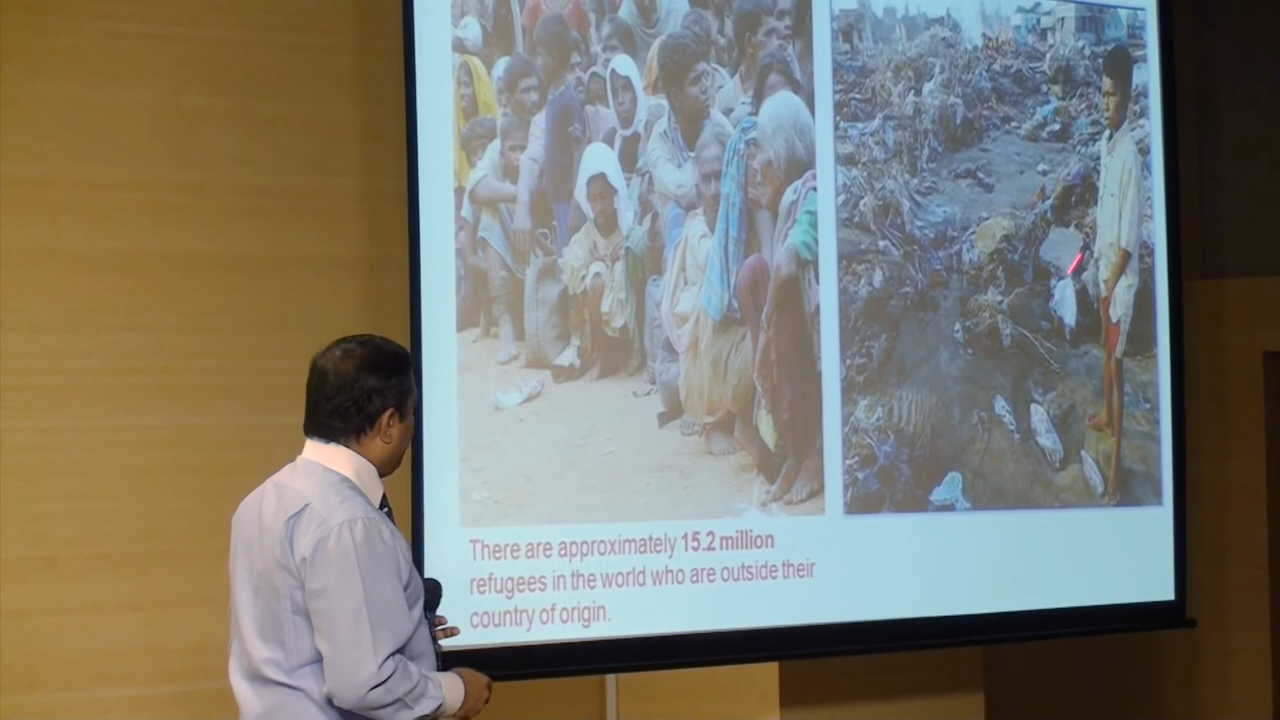 There are approximately 15.2 million
refugees in the world who are outside their
country of origin.